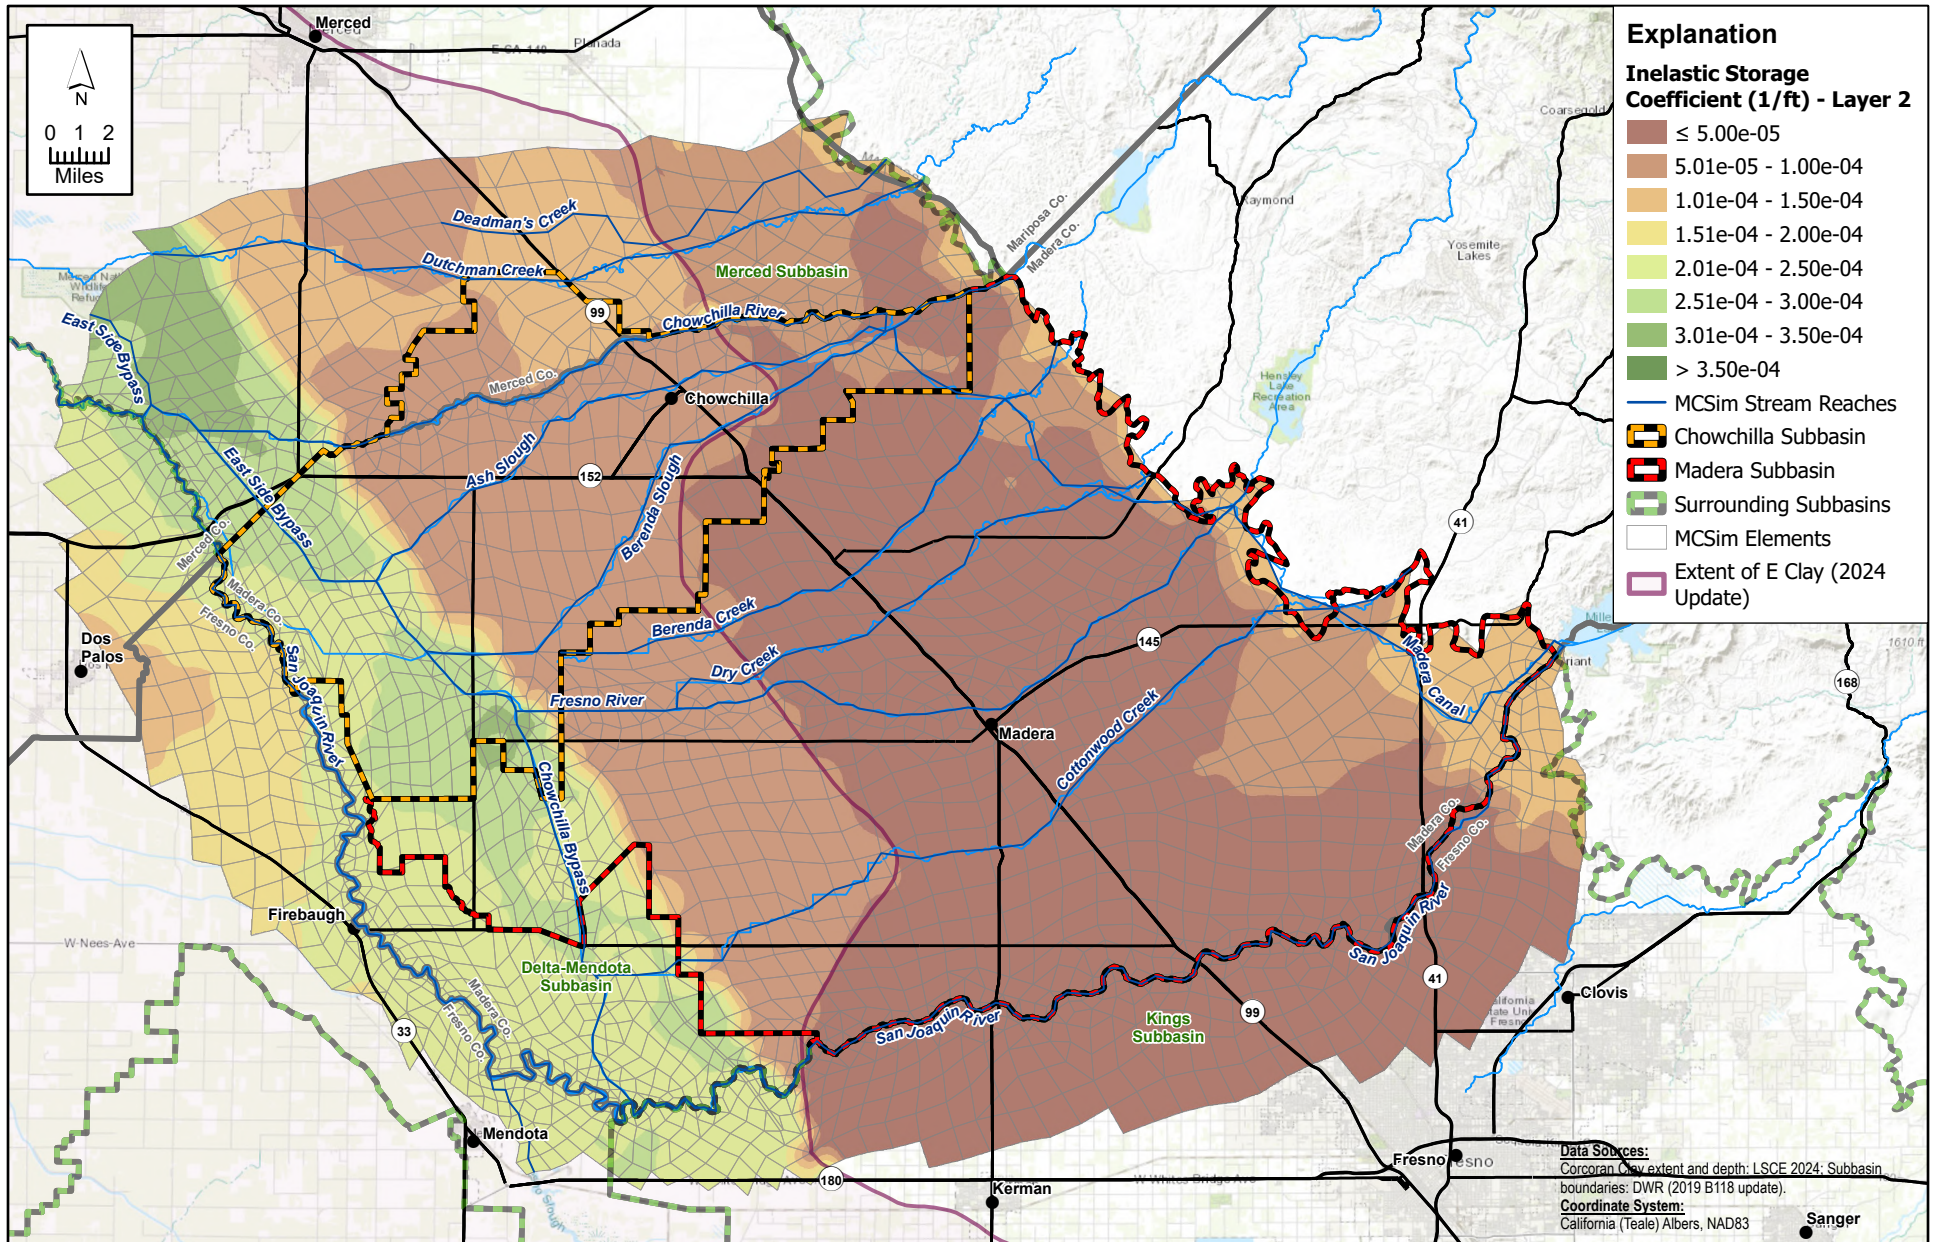 Merced
Merced
E CA-140
Planada
N
0 1 2
Miles
Explanation
Inelastic Storage
Coefficient (1/ft) - Layer 2
≤ 5.00e-05
5.01e-05 - 1.00e-04
1.01e-04 - 1.50e-04
1.51e-04 - 2.00e-04
2.01e-04 - 2.50e-04
2.51e-04 - 3.00e-04
3.01e-04 - 3.50e-04
> 3.50e-04
MCSim Stream Reaches
Chowchilla Subbasin
Madera Subbasin
Surrounding Subbasins
MCSim Elements
Extent of E Clay (2024
Update)
Coarsegold
Raymond
Yosemite
Lakes
Mariposa Co.
Madera Co.
Deadman's Creek
Dutchman Creek
Merced Subbasin
99
Chowchilla River
East Side Bypass
Merced Co.
Chowchilla
Hensley
Lake
Recreation
Area
Ash Slough
152
Berenda Slough
East Side Bypass
41
Merced Co.
Madera Co.
Fresno Co.
Dos
Palos
Berenda Creek
145
Dry Creek
San Joaquin River
Fresno River
Madera Canal
168
1610 ft
Madera
Cottonwood Creek
Chowchilla Bypass
Madera Co.
Fresno Co.
Firebaugh
W Nees Ave
San Joaquin River
Delta-Mendota
Subbasin
Madera Co.
Fresno Co.
33
San Joaquin River
Kings
Subbasin
99
41
Clovis
Mendota
180
Kerman
W Whites Bridge Ave
Fresno
Data Sources:
Corcoran Clay extent and depth: LSCE 2024; Subbasin
boundaries: DWR (2019 B118 update).
Coordinate System:
California (Teale) Albers, NAD83
Sanger